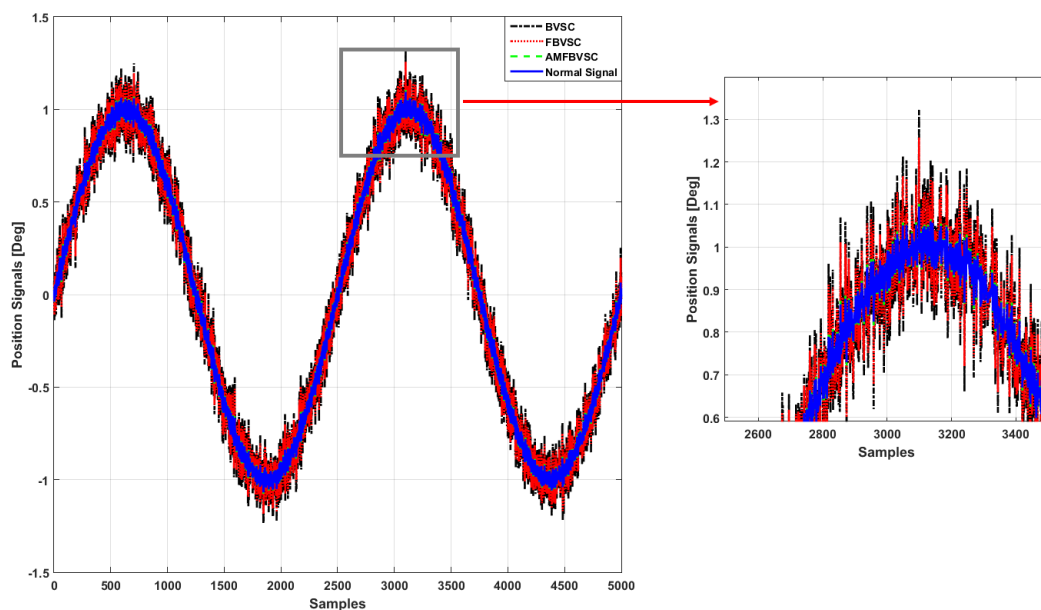 1.5
1
0.5
0
-0.5
-1
-1.5
Position Signals [Deg]
0 500 1000 1500 2000 2500 3000 3500 4000 4500 5000
Samples
BVSC
FBVSC
AMFBVSC
Normal Signal
1.3
1.2
1.1
1
0.9
0.8
0.7
0.6
Position Signals [Deg]
2600 2800 3000 3200 3400
Samples